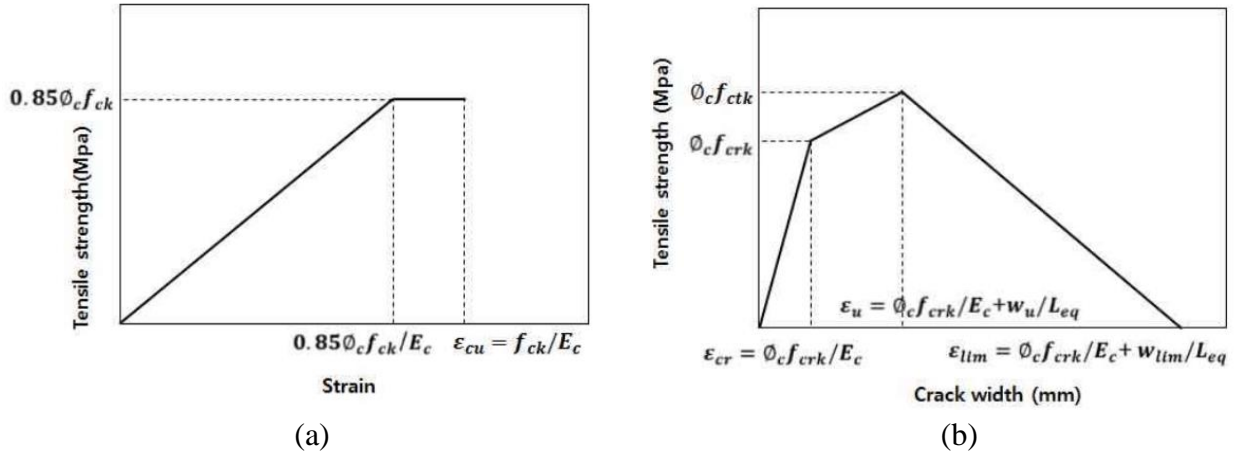 0.85∅cfck
Tensile strength(Mpa)
0.85∅cfck/Ec
εcu = fck/Ec
Strain
(a)
∅cfctk
∅cfcrk
Tensile strength (Mpa)
εu = ∅cfcrk/Ec+wu/Leq
εcr = ∅cfcrk/Ec
εlim = ∅cfcrk/Ec+ wlim/Leq
Crack width (mm)
(b)